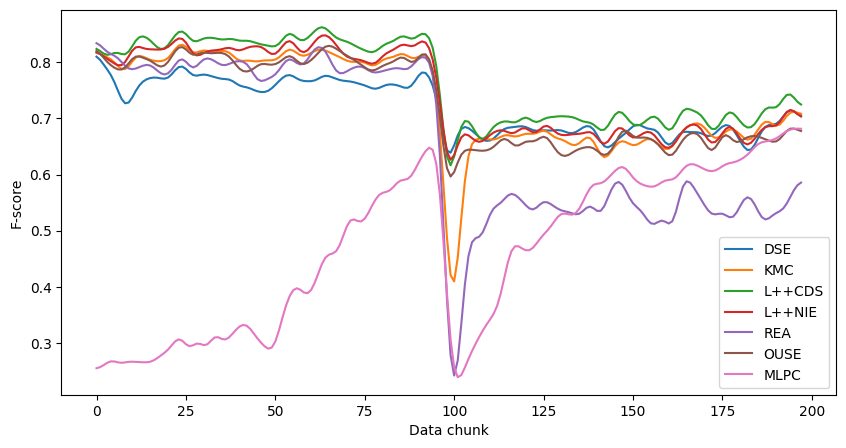 F-score
0.8
0.7
0.6
0.5
0.4
0.3
0
25
50
75
100
125
150
175
200
Data chunk
DSE
KMC
L++CDS
L++NIE
REA
OUSE
MLPC